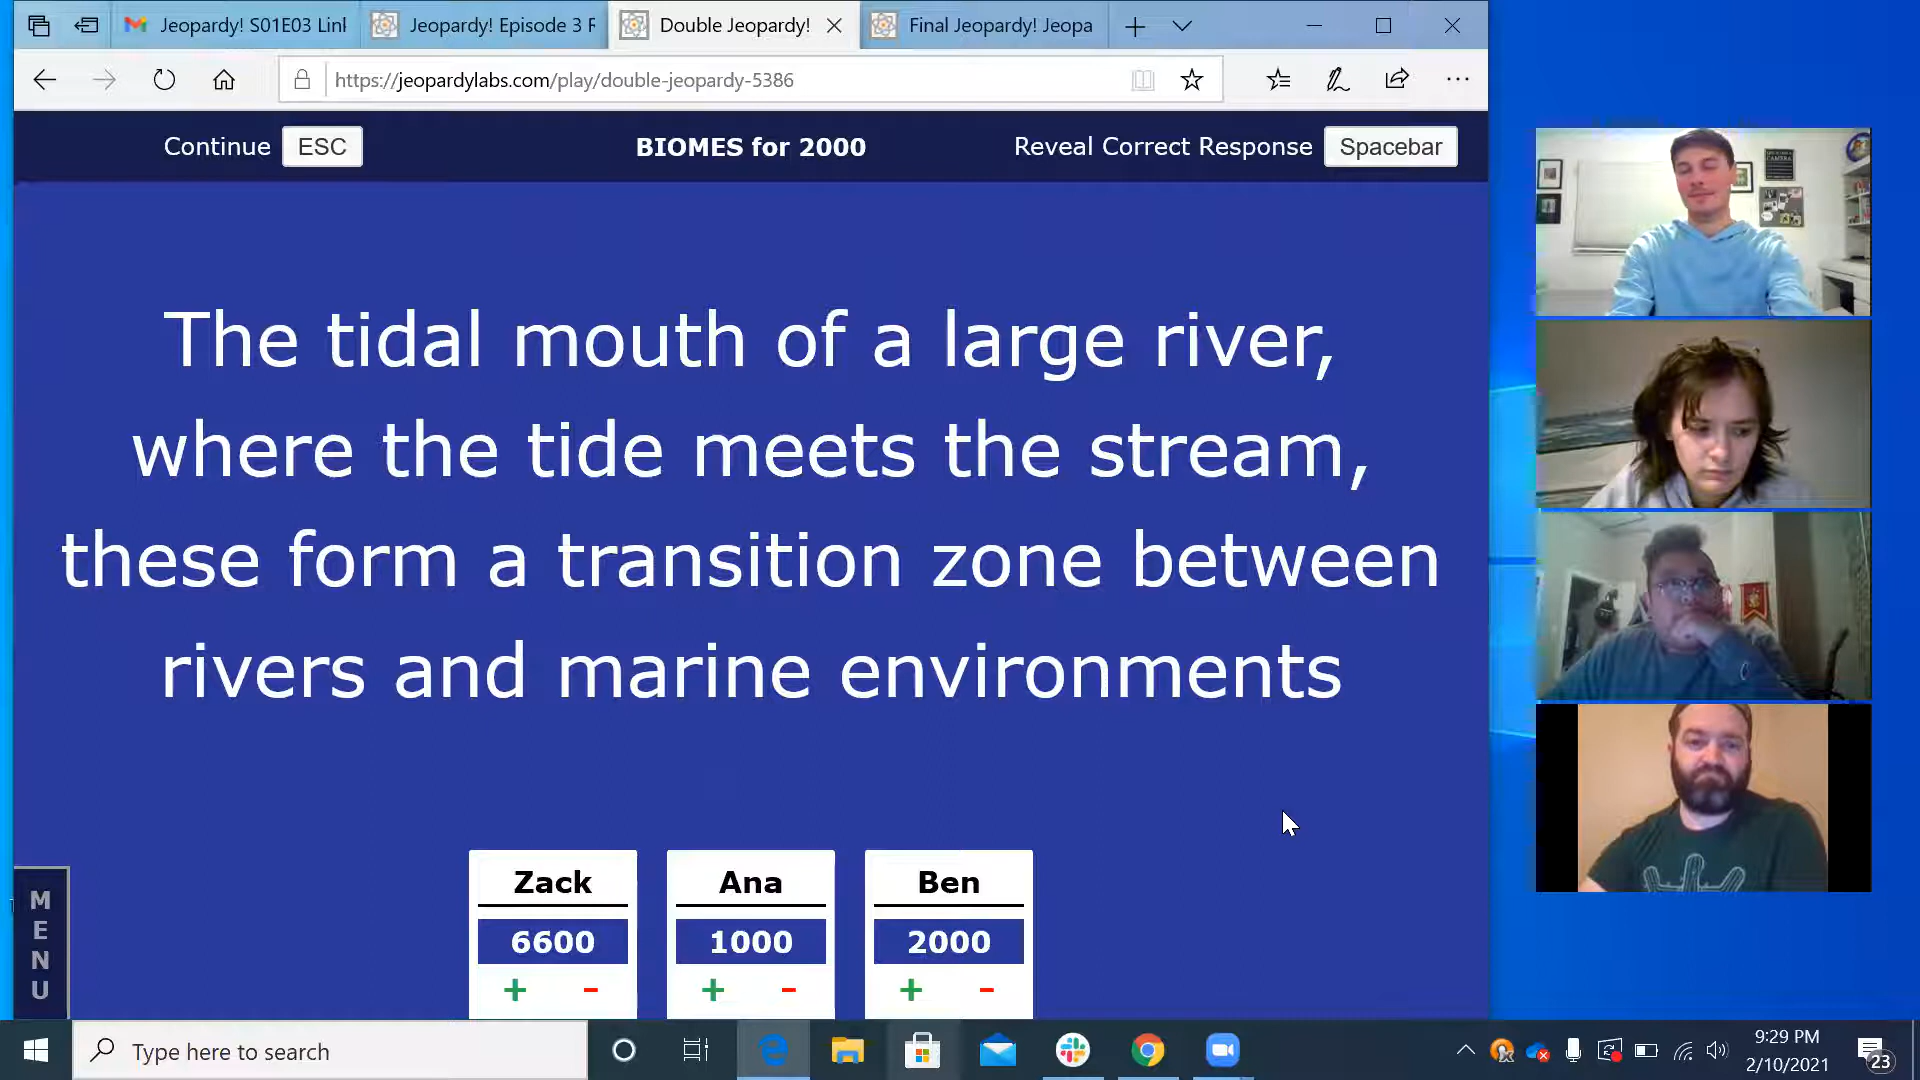 Jeopardy! S01E03 Linl
Jeopardy! Episode 3 F
Double Jeopardy!
Final Jeopardy! Jeopa
https://jeopardylabs.com/play/double-jeopardy-5386
Continue ESC
BIOMES for 2000
Reveal Correct Response Spacebar
The tidal mouth of a large river,
where the tide meets the stream,
these form a transition zone between
rivers and marine environments
MENU
Zack
6600
+ -
Ana
1000
+ -
Ben
2000
+ -
Type here to search
9:29 PM
2/10/2021
23